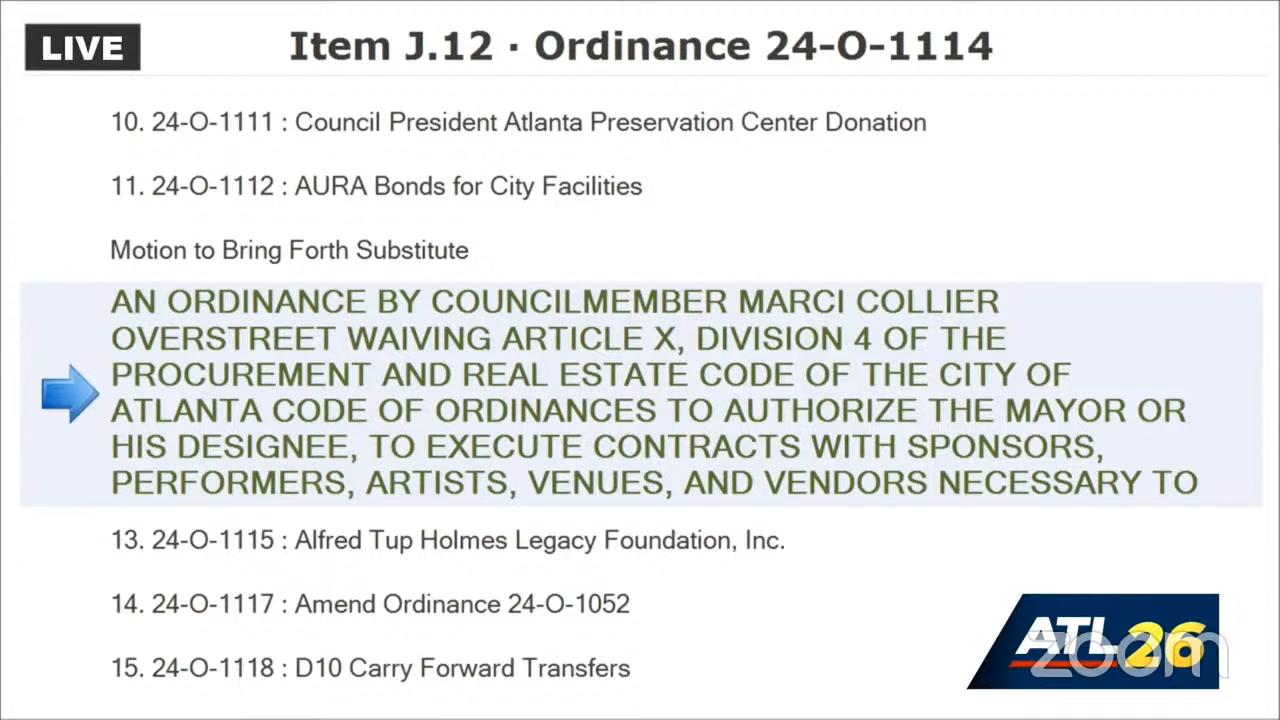 LIVE
Item J.12 · Ordinance 24-O-1114
10. 24-O-1111 : Council President Atlanta Preservation Center Donation
11. 24-O-1112 : AURA Bonds for City Facilities
Motion to Bring Forth Substitute
AN ORDINANCE BY COUNCILMEMBER MARCI COLLIER
OVERSTREET WAIVING ARTICLE X, DIVISION 4 OF THE
PROCUREMENT AND REAL ESTATE CODE OF THE CITY OF
ATLANTA CODE OF ORDINANCES TO AUTHORIZE THE MAYOR OR
HIS DESIGNEE, TO EXECUTE CONTRACTS WITH SPONSORS,
PERFORMERS, ARTISTS, VENUES, AND VENDORS NECESSARY TO
13. 24-O-1115 : Alfred Tup Holmes Legacy Foundation, Inc.
14. 24-O-1117 : Amend Ordinance 24-O-1052
15. 24-O-1118 : D10 Carry Forward Transfers
ATL26
zoom